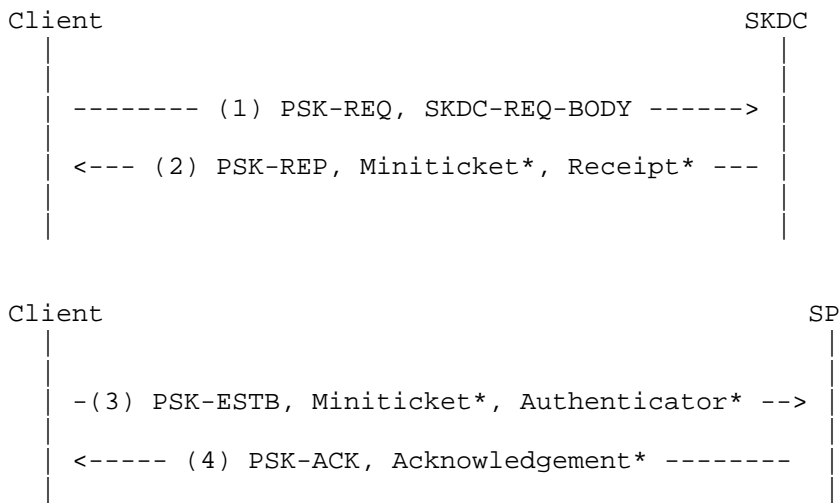 Client SKDC
-------- (1) PSK-REQ, SKDC-REQ-BODY ------>
<--- (2) PSK-REP, Miniticket*, Receipt* ---
Client SP
-(3) PSK-ESTB, Miniticket*, Authenticator* -->
<----- (4) PSK-ACK, Acknowledgement* --------